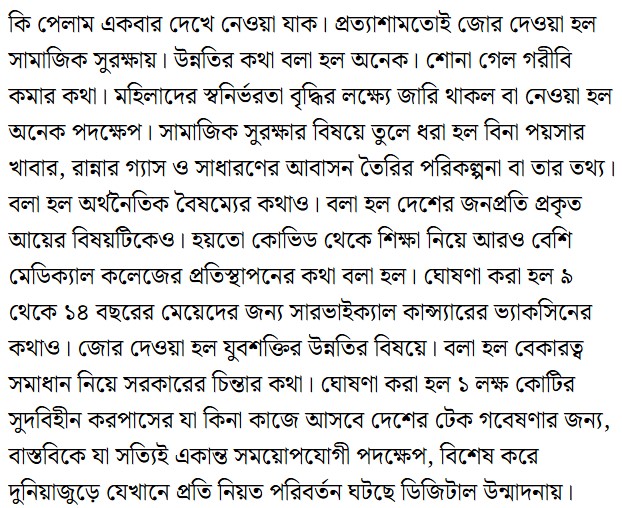 কি পেলাম একবার দেখে নেওয়া যাক। প্রত্যাশামতোই জোর দেওয়া হল
সামাজিক সুরক্ষায়। উন্নতির কথা বলা হল অনেক। শোনা গেল গরীবি
কমার কথা। মহিলাদের স্বনির্ভরতা বৃদ্ধির লক্ষ্যে জারি থাকল বা নেওয়া হল
অনেক পদক্ষেপ। সামাজিক সুরক্ষার বিষয়ে তুলে ধরা হল বিনা পয়সার
খাবার, রান্নার গ্যাস ও সাধারণের আবাসন তৈরির পরিকল্পনা বা তার তথ্য।
বলা হল অর্থনৈতিক বৈষম্যের কথাও। বলা হল দেশের জনপ্রতি প্রকৃত
আয়ের বিষয়টিকেও। হয়তো কোভিড থেকে শিক্ষা নিয়ে আরও বেশি
মেডিক্যাল কলেজের প্রতিস্থাপনের কথা বলা হল। ঘোষণা করা হল ৯
থেকে ১৪ বছরের মেয়েদের জন্য সারভাইক্যাল কান্স্যারের ভ্যাকসিনের
কথাও। জোর দেওয়া হল যুবশক্তির উন্নতির বিষয়ে। বলা হল বেকারত্ব
সমাধান নিয়ে সরকারের চিন্তার কথা। ঘোষণা করা হল ১ লক্ষ কোটির
সুদবিহীন করপাসের যা কিনা কাজে আসবে দেশের টেক গবেষণার জন্য,
বাস্তবিকে যা সত্যিই একান্ত সময়োপযোগী পদক্ষেপ, বিশেষ করে
দুনিয়াজুড়ে যেখানে প্রতি নিয়ত পরিবর্তন ঘটছে ডিজিটাল উন্মাদনায়।